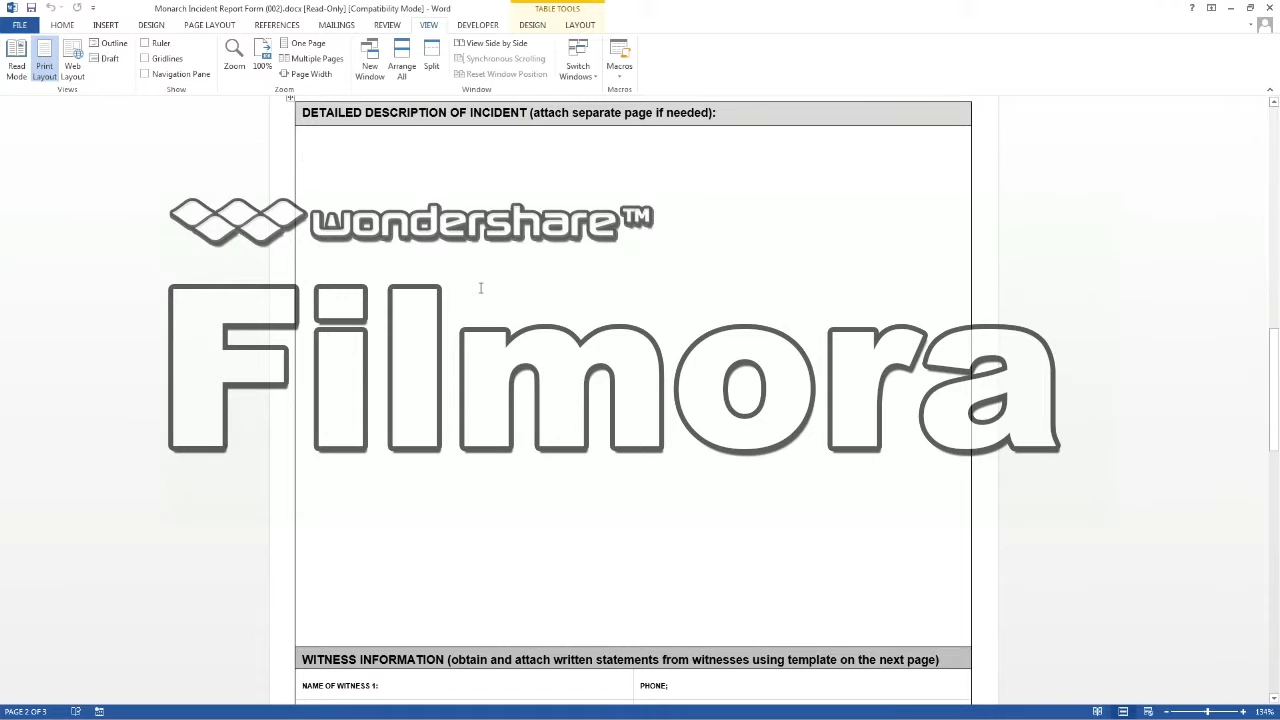 Monarch Incident Report Form (002).docx [Read-Only] [Compatibility Mode] - Word
TABLE TOOLS
FILE HOME INSERT DESIGN PAGE LAYOUT REFERENCES MAILINGS REVIEW VIEW DEVELOPER DESIGN LAYOUT
Read Mode
Print Layout
Web Layout
Outline
Draft
Views
Ruler
Gridlines
Navigation Pane
Show
Zoom
100%
One Page
Multiple Pages
Page Width
Zoom
New Window
Arrange All
Split
View Side by Side
Synchronous Scrolling
Reset Window Position
Window
Switch Windows
Macros
Macros
DETAILED DESCRIPTION OF INCIDENT (attach separate page if needed):
wondershare™
Filmora
WITNESS INFORMATION (obtain and attach written statements from witnesses using template on the next page)
NAME OF WITNESS 1: PHONE;
PAGE 2 OF 3
134%